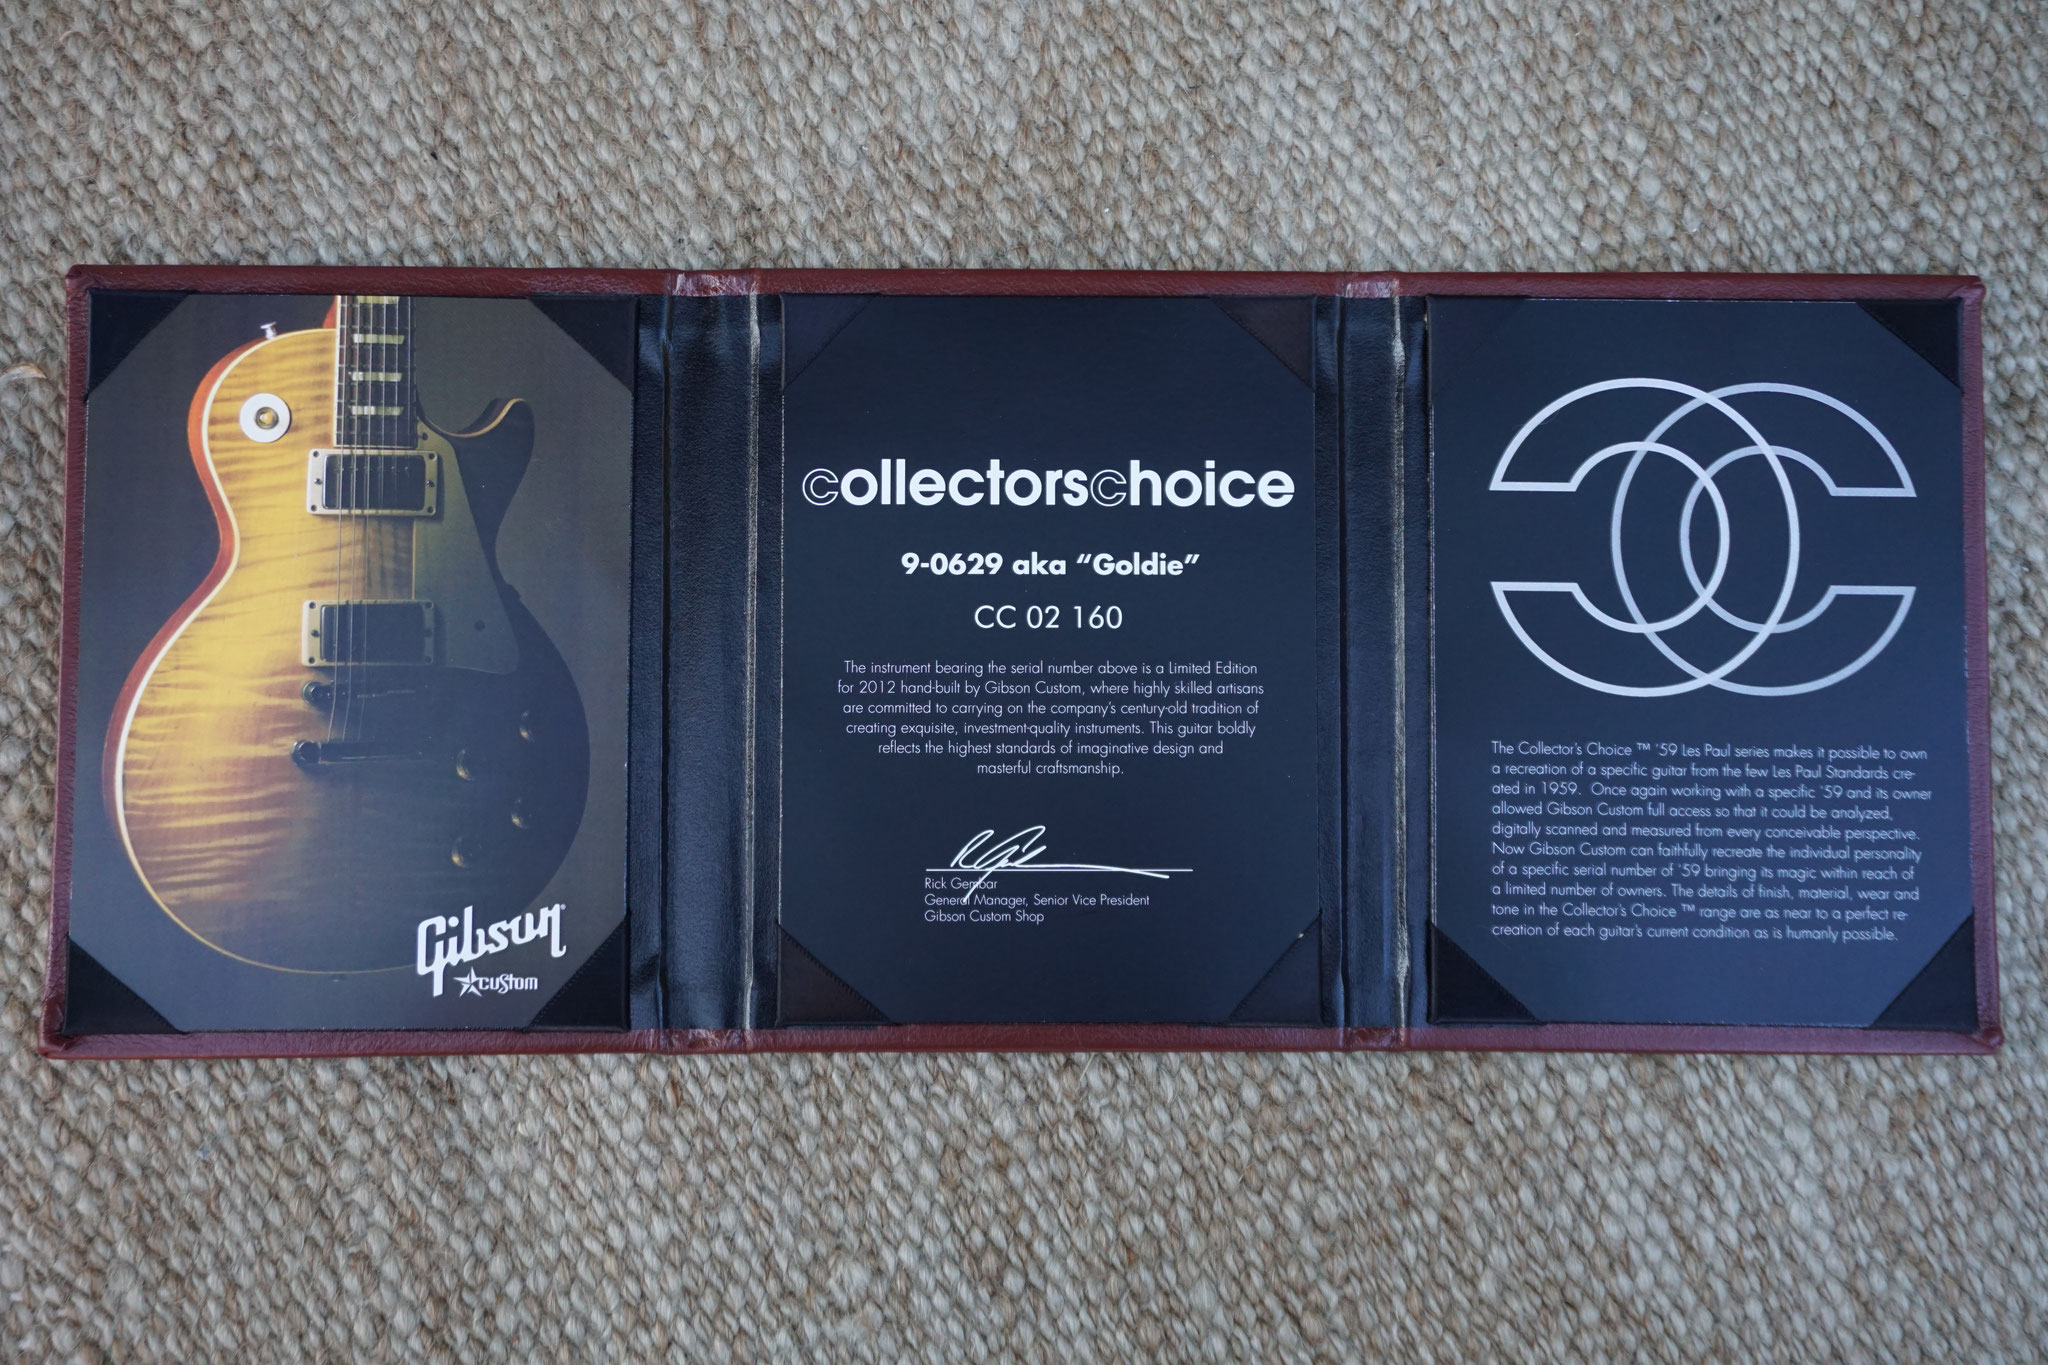 Gibson
custom
collectorschoice
9-0629 aka “Goldie”
CC 02 160
The instrument bearing the serial number above is a Limited Edition
for 2012 hand-built by Gibson Custom, where highly skilled artisans
are committed to carrying on the company's century-old tradition of
creating exquisite, investment-quality instruments. This guitar boldly
reflects the highest standards of imaginative design and
masterful craftsmanship.
Rick Gembar
General Manager, Senior Vice President
Gibson Custom Shop
The Collector's Choice ™ '59 Les Paul series makes it possible to own
a recreation of a specific guitar from the few Les Paul Standards cre-
ated in 1959. Once again working with a specific '59 and its owner
allowed Gibson Custom full access so that it could be analyzed,
digitally scanned and measured from every conceivable perspective.
Now Gibson Custom can faithfully recreate the individual personality
of a specific serial number of '59 bringing its magic within reach of
a limited number of owners. The details of finish, material, wear and
tone in the Collector's Choice ™ range are as near to a perfect re-
creation of each guitar's current condition as is humanly possible.